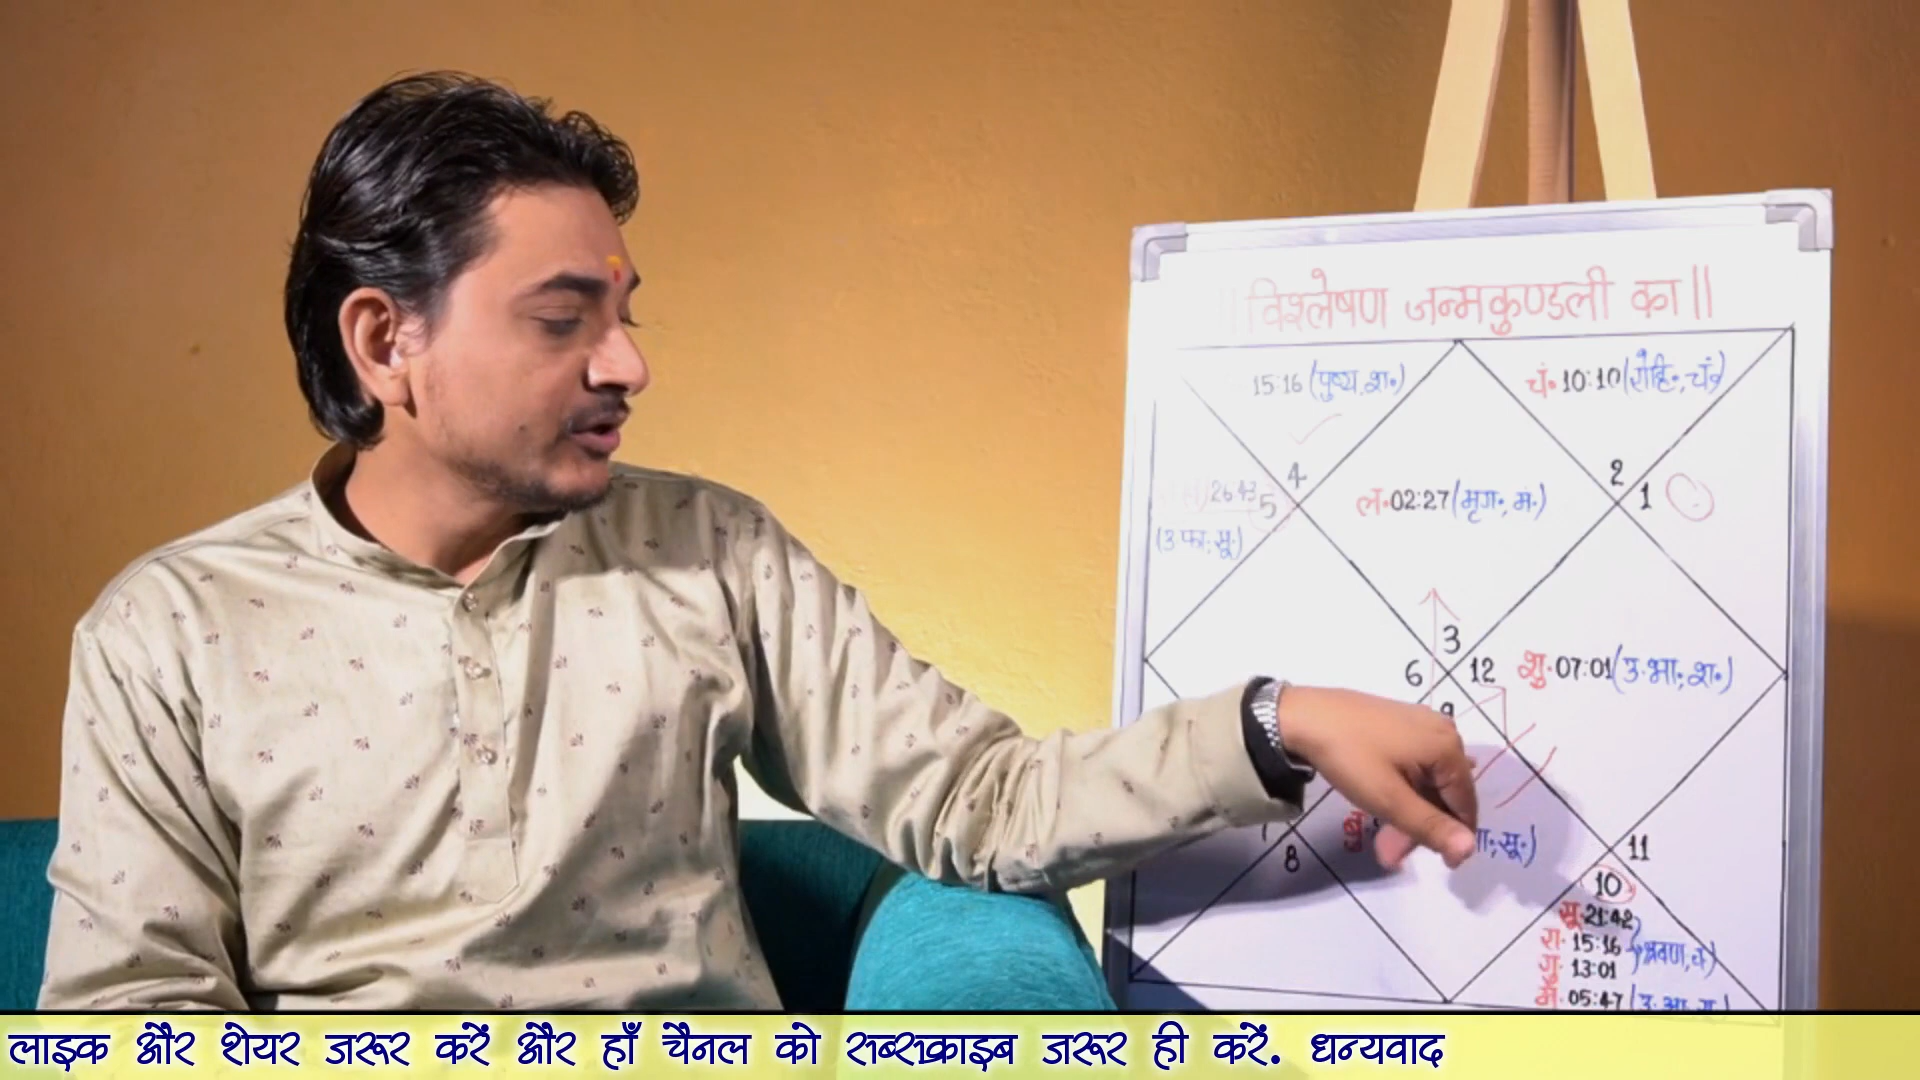 ||विश्लेषण जन्मकुण्डली का||
15:16 (पुष्य, श॰)
चं॰ 10:10 (रोहि॰, चं॰)
4
2
26 43
5
ल॰ 02:27 (मृग॰, मं॰)
1
(उ फा॰, सू॰)
3
6
12
शु॰ 07:01 (उ॰भा॰, श॰)
9
बु॰
सू॰)
7
8
11
10
सू॰ 21:42
रा॰ 15:16
(श्रवण, चं)
गु॰ 13:01
मं॰ 05:47
लाइक और शेयर जरूर करें और हाँ चैनल को सब्सक्राइब जरूर ही करें. धन्यवाद